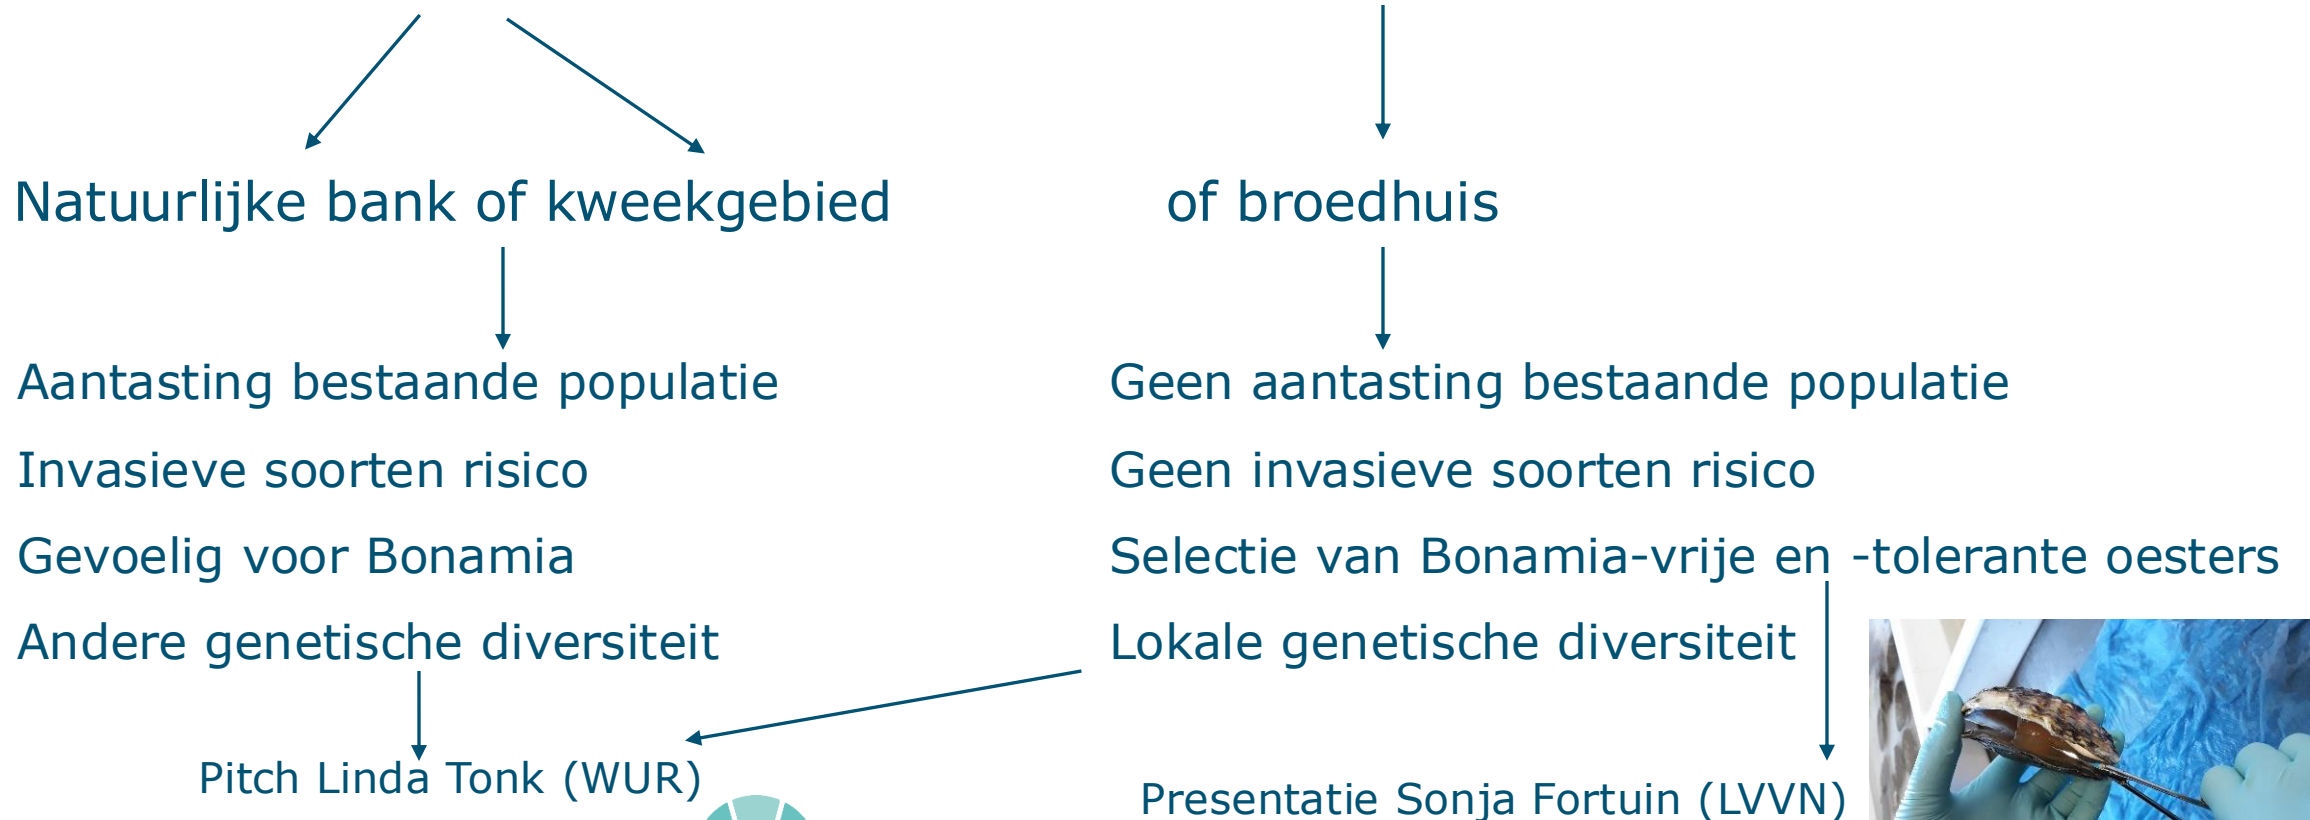 Natuurlijke bank of kweekgebied
of broedhuis
Aantasting bestaande populatie
Invasieve soorten risico
Gevoelig voor Bonamia
Andere genetische diversiteit
Pitch Linda Tonk (WUR)
Geen aantasting bestaande populatie
Geen invasieve soorten risico
Selectie van Bonamia-vrije en -tolerante oesters
Lokale genetische diversiteit
Presentatie Sonja Fortuin (LVVN)